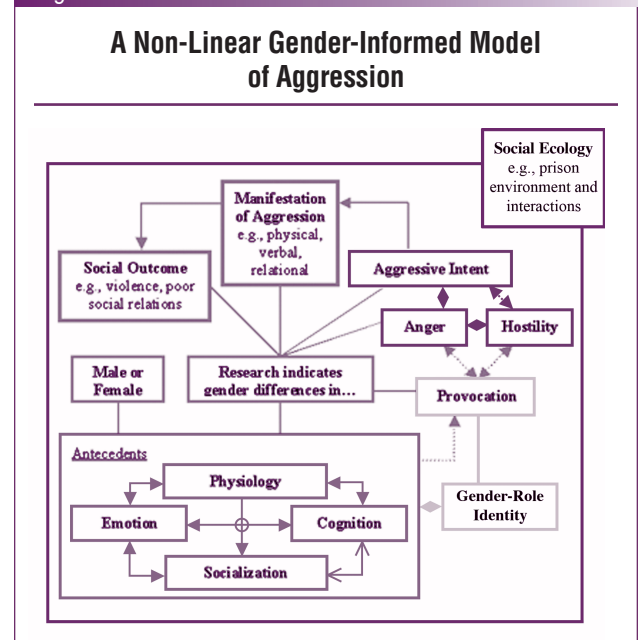 A Non-Linear Gender-Informed Model
of Aggression
Social Ecology
e.g., prison
environment and
interactions
Manifestation
of Aggression
e.g., physical,
verbal,
relational
Social Outcome
e.g., violence, poor
social relations
Aggressive Intent
Anger
Hostility
Male or
Female
Research indicates
gender differences in...
Provocation
Antecedents
Physiology
Emotion
Cognition
Socialization
Gender-Role
Identity